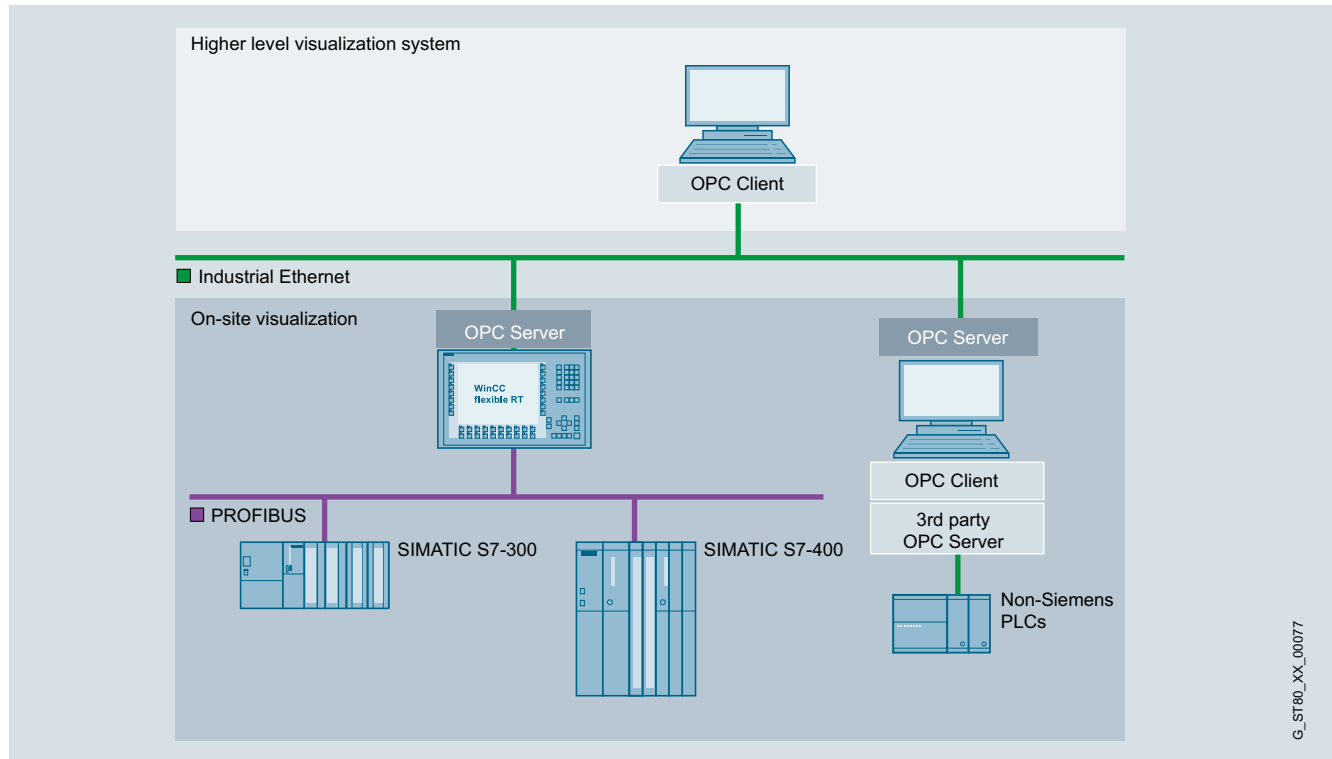 Higher level visualization system
OPC Client
Industrial Ethernet
On-site visualization
OPC Server
WinCC
flexible RT
OPC Server
OPC Client
3rd party
OPC Server
PROFIBUS
SIMATIC S7-300
SIMATIC S7-400
Non-Siemens
PLCs
G_ST80_XX_00077